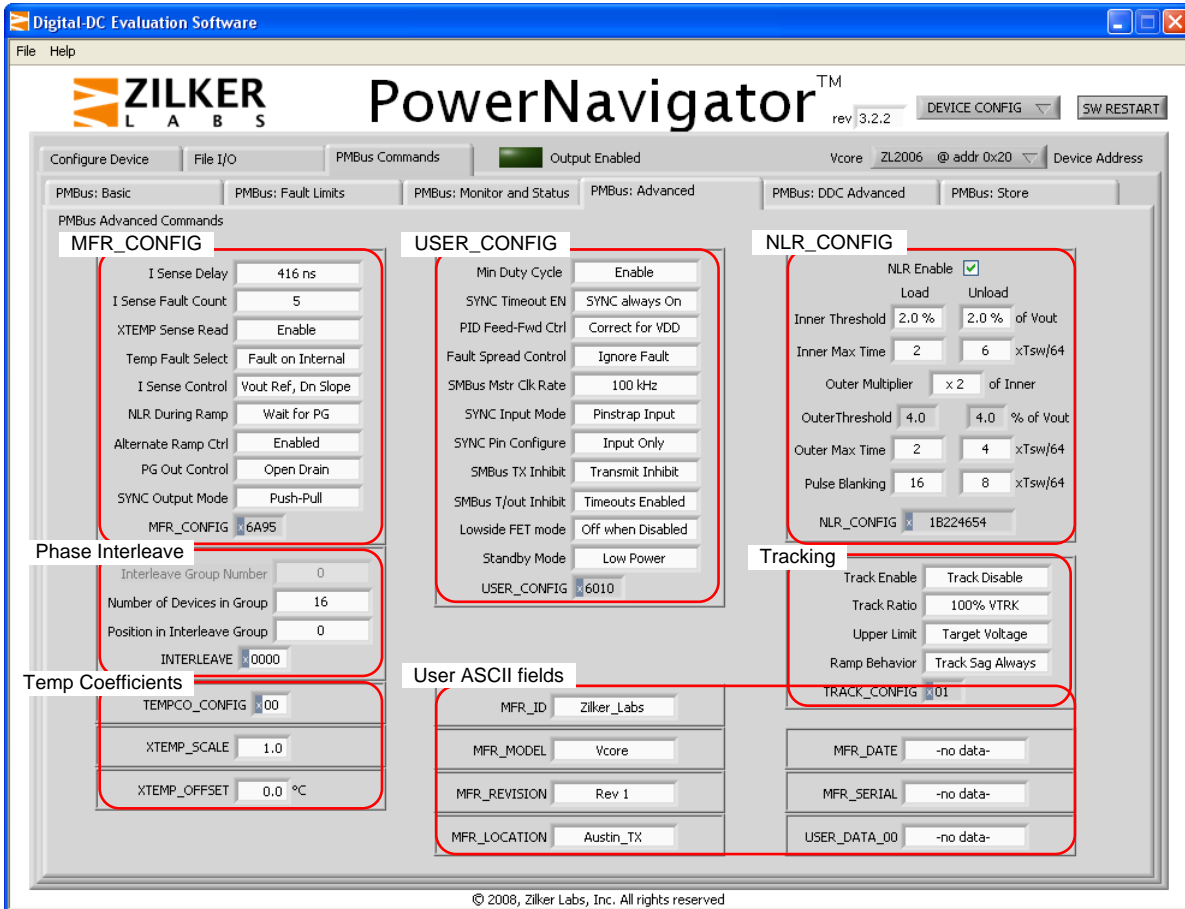 Digital-DC Evaluation Software
File Help
ZILKER
LABS
PowerNavigator™
rev 3.2.2
DEVICE CONFIG
SW RESTART
Configure Device
File I/O
PMBus Commands
Output Enabled
Vcore ZL2006 @ addr 0x20 Device Address
PMBus: Basic
PMBus: Fault Limits
PMBus: Monitor and Status
PMBus: Advanced
PMBus: DDC Advanced
PMBus: Store
PMBus Advanced Commands
MFR_CONFIG
I Sense Delay 416 ns
I Sense Fault Count 5
XTEMP Sense Read Enable
Temp Fault Select Fault on Internal
I Sense Control Vout Ref, Dn Slope
NLR During Ramp Wait for PG
Alternate Ramp Ctrl Enabled
PG Out Control Open Drain
SYNC Output Mode Push-Pull
MFR_CONFIG x6A95
Phase Interleave
Interleave Group Number 0
Number of Devices in Group 16
Position in Interleave Group 0
INTERLEAVE x0000
Temp Coefficients
TEMPCO_CONFIG x00
XTEMP_SCALE 1.0
XTEMP_OFFSET 0.0 °C
USER_CONFIG
Min Duty Cycle Enable
SYNC Timeout EN SYNC always On
PID Feed-Fwd Ctrl Correct for VDD
Fault Spread Control Ignore Fault
SMBus Mstr Clk Rate 100 kHz
SYNC Input Mode Pinstrap Input
SYNC Pin Configure Input Only
SMBus TX Inhibit Transmit Inhibit
SMBus T/out Inhibit Timeouts Enabled
Lowside FET mode Off when Disabled
Standby Mode Low Power
USER_CONFIG x6010
NLR_CONFIG
NLR Enable
Load Unload
Inner Threshold 2.0 % 2.0 % of Vout
Inner Max Time 2 6 xTsw/64
Outer Multiplier x 2 of Inner
OuterThreshold 4.0 4.0 % of Vout
Outer Max Time 2 4 xTsw/64
Pulse Blanking 16 8 xTsw/64
NLR_CONFIG x 1B224654
Tracking
Track Enable Track Disable
Track Ratio 100% VTRK
Upper Limit Target Voltage
Ramp Behavior Track Sag Always
TRACK_CONFIG x01
User ASCII fields
MFR_ID Zilker_Labs
MFR_MODEL Vcore
MFR_REVISION Rev 1
MFR_LOCATION Austin_TX
MFR_DATE -no data-
MFR_SERIAL -no data-
USER_DATA_00 -no data-
© 2008, Zilker Labs, Inc. All rights reserved